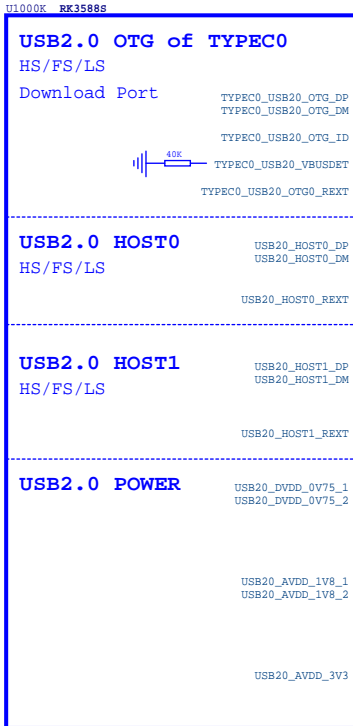 U1000K RK3588S
USB2.0 OTG of TYPEC0
HS/FS/LS
Download Port
TYPEC0_USB20_OTG_DP
TYPEC0_USB20_OTG_DM
TYPEC0_USB20_OTG_ID
40K
TYPEC0_USB20_VBUSDET
TYPEC0_USB20_OTG0_REXT
USB2.0 HOST0
HS/FS/LS
USB20_HOST0_DP
USB20_HOST0_DM
USB20_HOST0_REXT
USB2.0 HOST1
HS/FS/LS
USB20_HOST1_DP
USB20_HOST1_DM
USB20_HOST1_REXT
USB2.0 POWER
USB20_DVDD_0V75_1
USB20_DVDD_0V75_2
USB20_AVDD_1V8_1
USB20_AVDD_1V8_2
USB20_AVDD_3V3